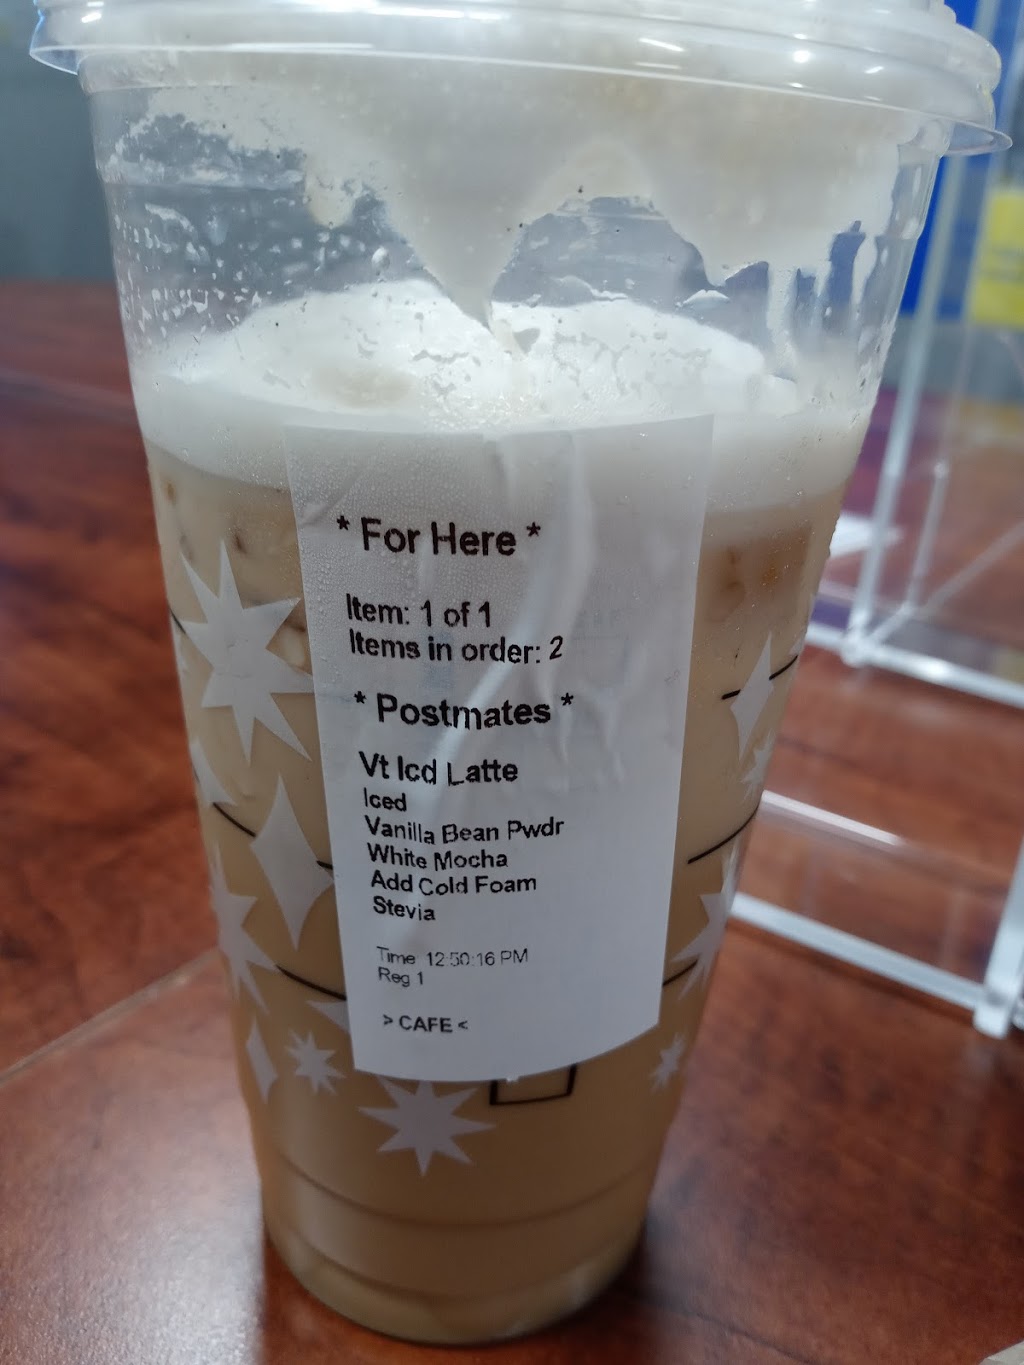 * For Here *
Item: 1 of 1
Items in order: 2
* Postmates *
Vt Icd Latte
Iced
Vanilla Bean Pwdr
White Mocha
Add Cold Foam
Stevia
Time 12:50:16 PM
Reg 1
> CAFE <